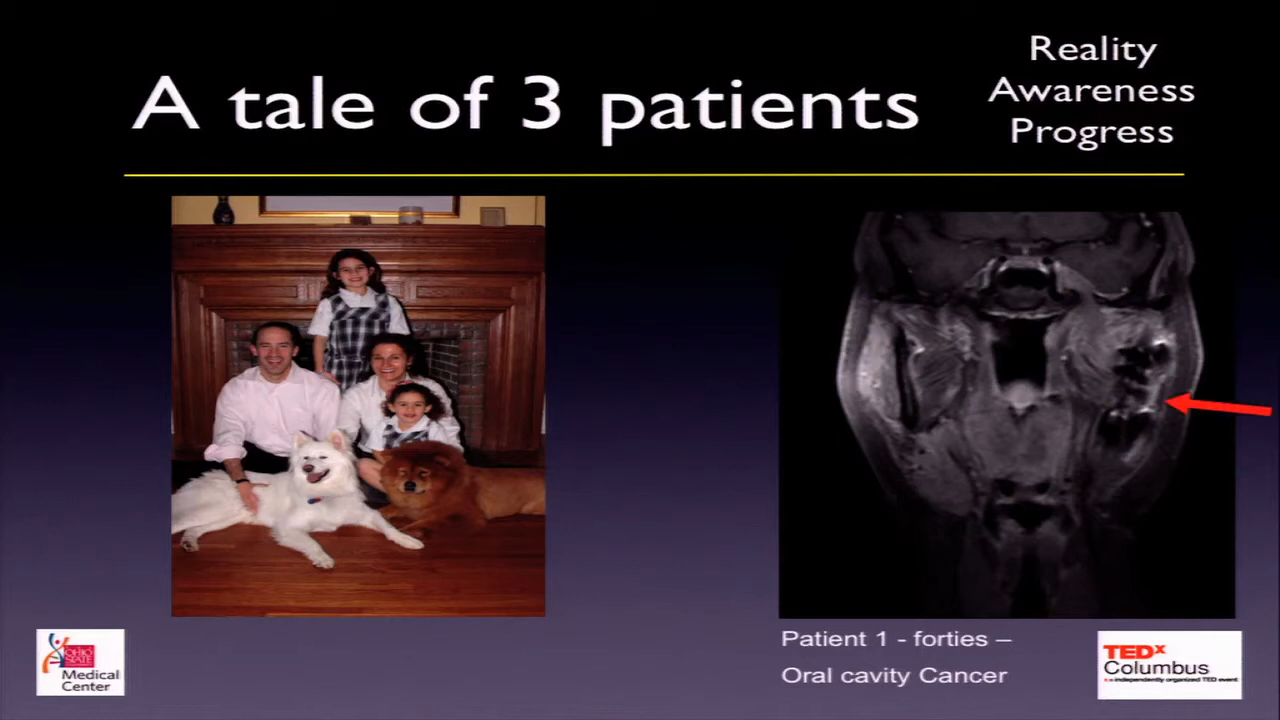 A tale of 3 patients
Reality
Awareness
Progress
Patient 1 - forties –
Oral cavity Cancer
OHIO
STATE
Medical
Center
TEDx
Columbus
independently organized TED event